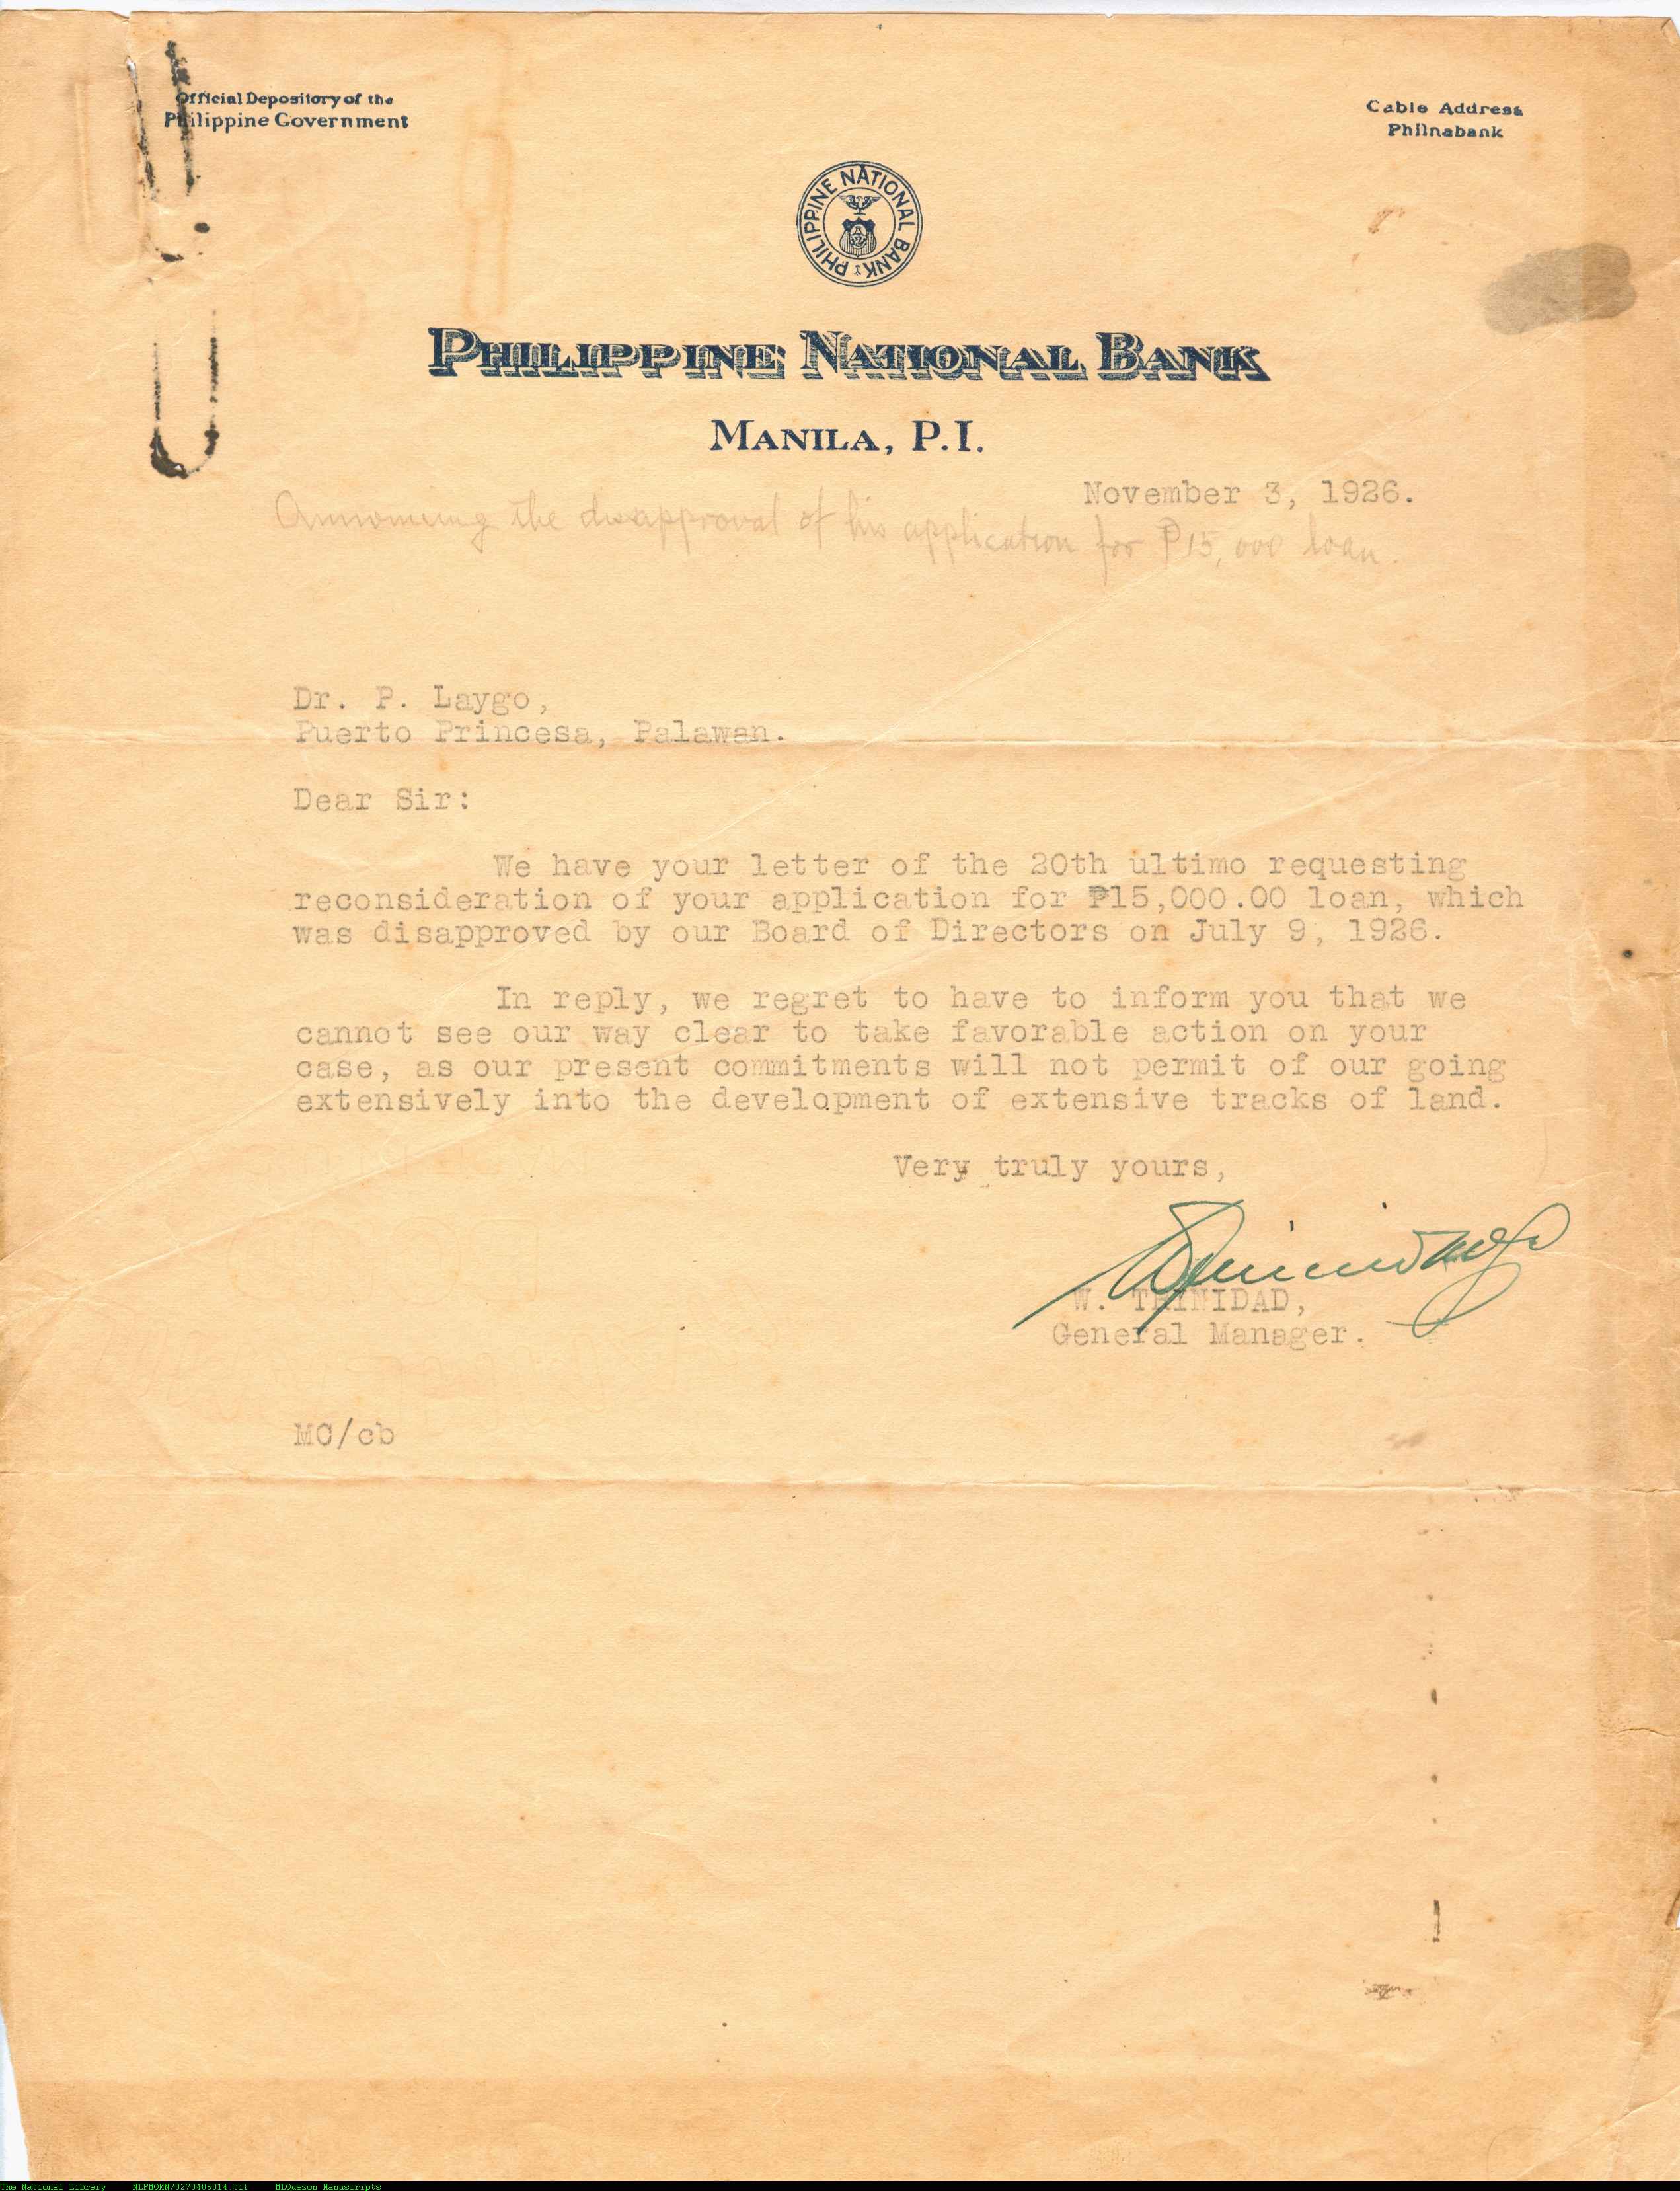 Official Depository of the
Philippine Government
Cable Address
Philnabank
PHILIPPINE NATIONAL BANK
PHILIPPINE NATIONAL BANK
MANILA, P.I.
November 3, 1926.
Announcing the disapproval of his application for ₱15,000 loan.
Dr. P. Laygo,
Puerto Princesa, Palawan.
Dear Sir:
We have your letter of the 20th ultimo requesting
reconsideration of your application for ₱15,000.00 loan, which
was disapproved by our Board of Directors on July 9, 1926.
In reply, we regret to have to inform you that we
cannot see our way clear to take favorable action on your
case, as our present commitments will not permit of our going
extensively into the development of extensive tracks of land.
Very truly yours,
W. TRINIDAD,
General Manager.
MC/cb
The National Library NLPMQMN70270405014.tif MLQuezon Manuscripts